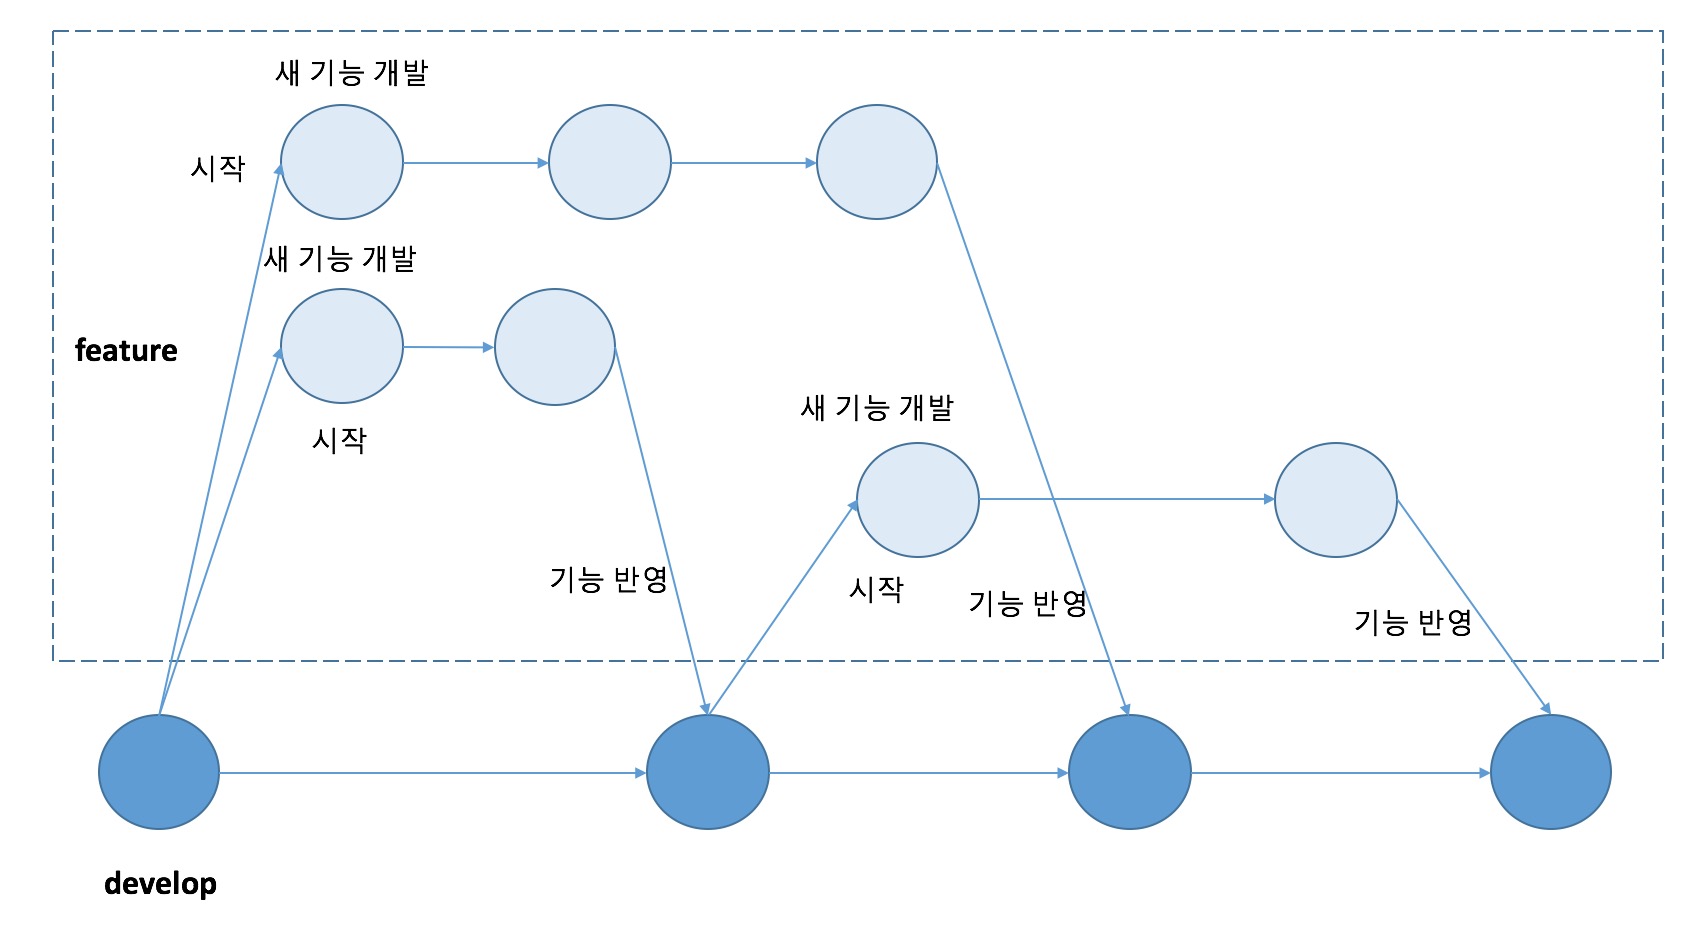 새 기능 개발
시작
새 기능 개발
feature
시작
새 기능 개발
기능 반영
시작
기능 반영
기능 반영
develop